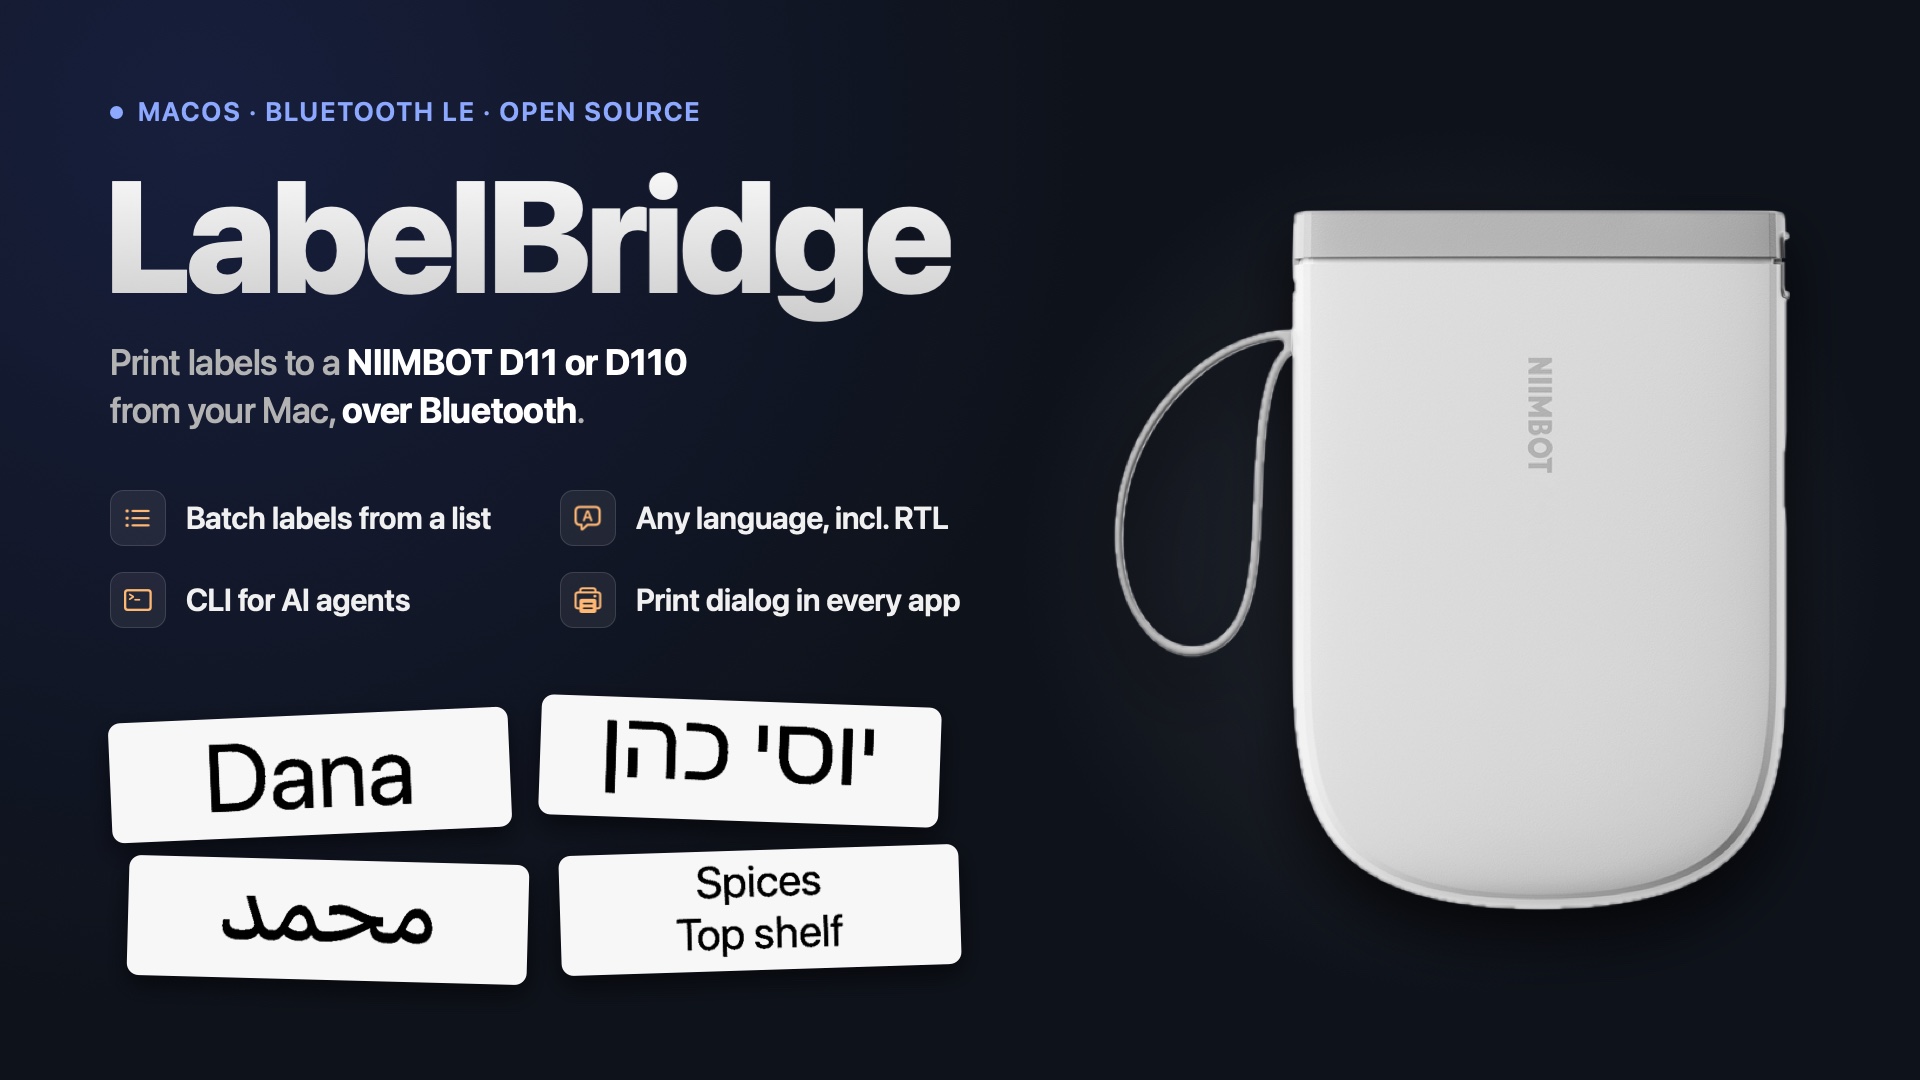 MACOS · BLUETOOTH LE · OPEN SOURCE
LabelBridge
Print labels to a NIIMBOT D11 or D110
from your Mac, over Bluetooth.
Batch labels from a list
Any language, incl. RTL
CLI for AI agents
Print dialog in every app
Dana
יוסי כהן
محمد
Spices
Top shelf
NIIMBOT